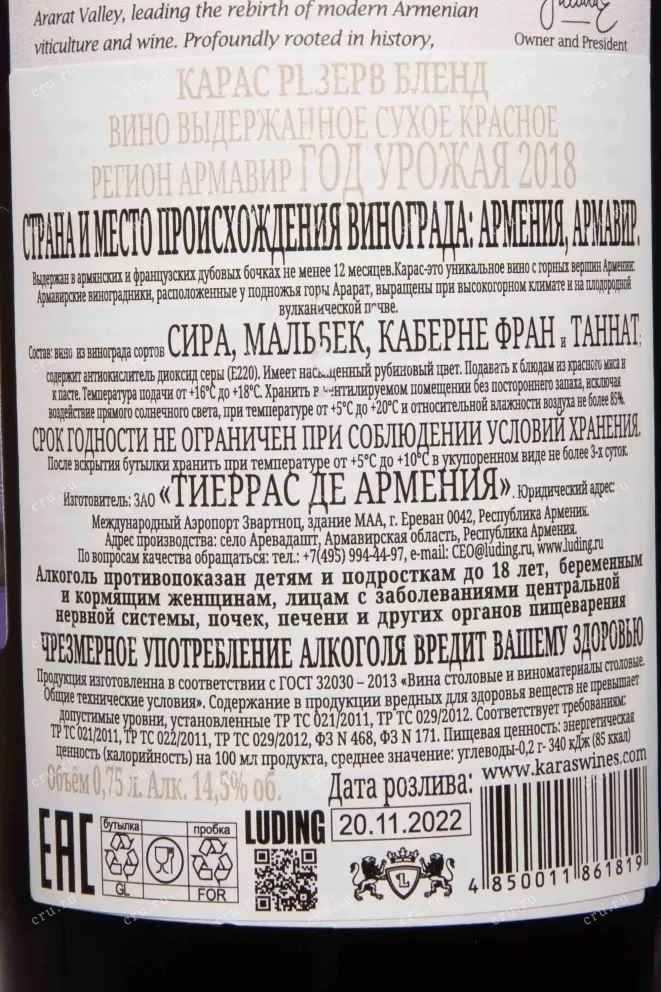 Ararat Valley, leading the rebirth of modern Armenian
viticulture and wine. Profoundly rooted in history,
Owner and President
КАРАС РЕЗЕРВ БЛЕНД
ВИНО ВЫДЕРЖАННОЕ СУХОЕ КРАСНОЕ
РЕГИОН АРМАВИР ГОД УРОЖАЯ 2018
СТРАНА И МЕСТО ПРОИСХОЖДЕНИЯ ВИНОГРАДА: АРМЕНИЯ, АРМАВИР.
Выдержан в армянских и французских дубовых бочках не менее 12 месяцев.Карас-это уникальное вино с горных вершин Армении:
Армавирские виноградники, расположенные у подножья горы Арарат, выращены при высокогорном климате и на плодородной
вулканической почве.
Состав: вино из винограда сортов СИРА, МАЛЬБЕК, КАБЕРНЕ ФРАН и ТАННАТ;
содержит антиокислитель диоксид серы (Е220). Имеет насыщенный рубиновый цвет. Подавать к блюдам из красного мяса и
к пасте. Температура подачи от +16°С до +18°С. Хранить в вентилируемом помещении без постороннего запаха, исключая
воздействие прямого солнечного света, при температуре от +5°С до +20°С и относительной влажности воздуха не более 85%.
СРОК ГОДНОСТИ НЕ ОГРАНИЧЕН ПРИ СОБЛЮДЕНИИ УСЛОВИЙ ХРАНЕНИЯ.
После вскрытия бутылки хранить при температуре от +5°С до +10°С в укупоренном виде не более 3-х суток.
Изготовитель: ЗАО «ТИЕРРАС ДЕ АРМЕНИЯ». Юридический адрес:
Международный Аэропорт Звартноц, здание МАА, г. Ереван 0042, Республика Армения.
Адрес производства: село Аревадашт, Армавирская область, Республика Армения.
По вопросам качества обращаться: тел.: +7(495) 994-44-97, e-mail: CEO@luding.ru, www.luding.ru
Алкоголь противопоказан детям и подросткам до 18 лет, беременным
и кормящим женщинам, лицам с заболеваниями центральной
нервной системы, почек, печени и других органов пищеварения
ЧРЕЗМЕРНОЕ УПОТРЕБЛЕНИЕ АЛКОГОЛЯ ВРЕДИТ ВАШЕМУ ЗДОРОВЬЮ
Продукция изготовлена в соответствии с ГОСТ 32030 – 2013 «Вина столовые и виноматериалы столовые.
Общие технические условия». Содержание в продукции вредных для здоровья веществ не превышает
допустимые уровни, установленные ТР ТС 021/2011, ТР ТС 029/2012. Соответствует требованиям:
ТР ТС 021/2011, ТР ТС 022/2011, ТР ТС 029/2012, ФЗ N 468, ФЗ N 171. Пищевая ценность: энергетическая
ценность (калорийность) на 100 мл продукта, среднее значение: углеводы-0,2 г- 340 кДж (85 ккал)
www.karaswines.com
Объём 0,75 л. Алк. 14,5% об.
Дата розлива:
20.11.2022
EAC
бутылка
GL
пробка
FOR
LUDING
L
4 850011 861819
cru.ru